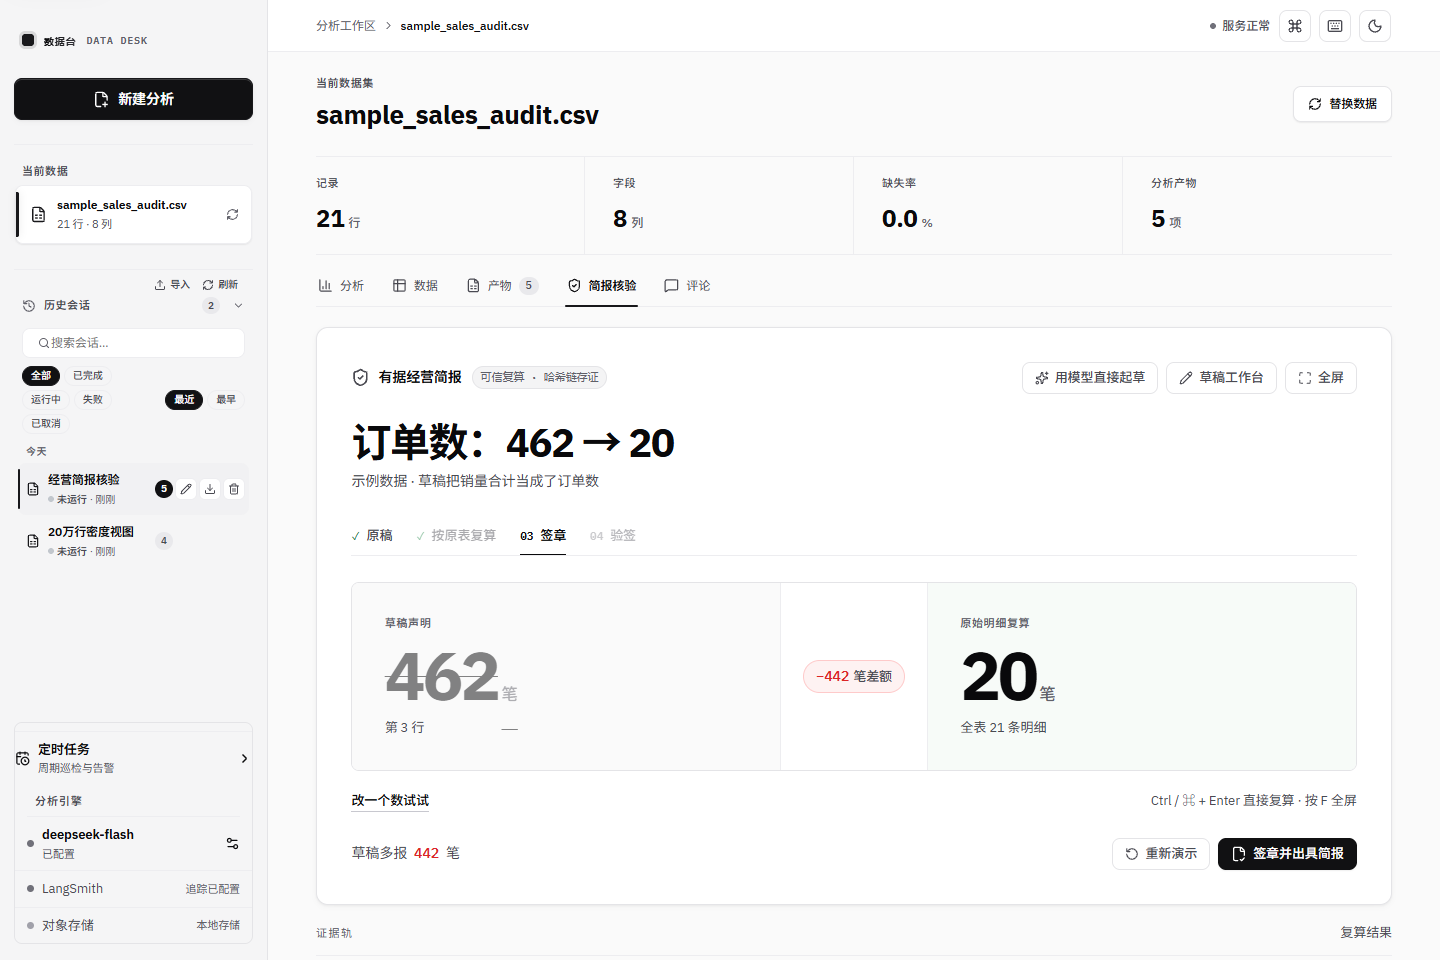 数据台 DATA DESK
新建分析
当前数据
sample_sales_audit.csv
21 行 · 8 列
导入 刷新
历史会话 2
搜索会话...
全部 已完成
运行中 失败 最近 最早
已取消
今天
经营简报核验 5
未运行 · 刚刚
20万行密度视图 4
未运行 · 刚刚
定时任务
周期巡检与告警
分析引擎
deepseek-flash
已配置
LangSmith 追踪已配置
对象存储 本地存储
分析工作区 sample_sales_audit.csv
服务正常
当前数据集
sample_sales_audit.csv
替换数据
记录 字段 缺失率 分析产物
21 行 8 列 0.0 % 5 项
分析 数据 产物 5 简报核验 评论
有据经营简报 可信复算 · 哈希链存证
用模型直接起草 草稿工作台 全屏
订单数：462 → 20
示例数据 · 草稿把销量合计当成了订单数
✓ 原稿 ✓ 按原表复算 03 签章 04 验签
草稿声明 原始明细复算
462 笔 −442 笔差额 20 笔
第 3 行 — 全表 21 条明细
改一个数试试 Ctrl / ⌘ + Enter 直接复算 · 按 F 全屏
草稿多报 442 笔 重新演示 签章并出具简报
证据轨 复算结果